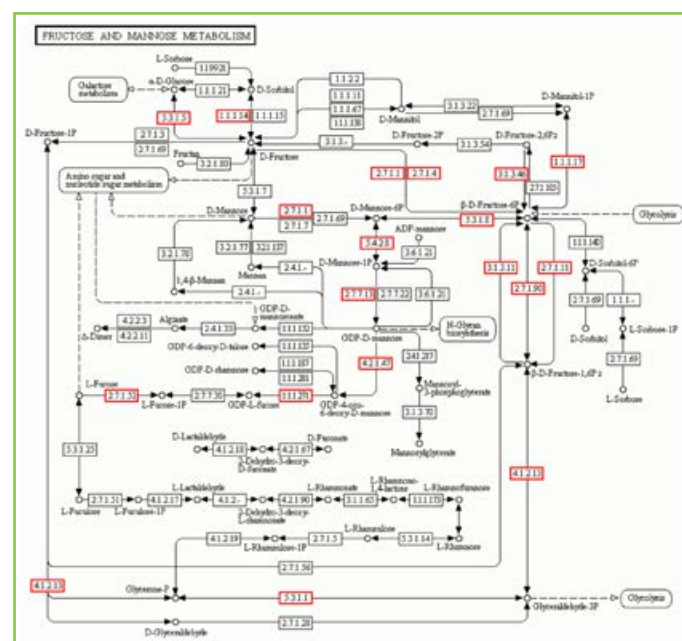 FRUCTOSE AND MANNOSE METABOLISM
L-Sorbose
1.1.99.21
α-D-Glucose
D-Sorbitol
Galactose
metabolism
1.1.1.21
5.3.1.5
1.1.1.14
1.1.1.15
1.1.2.2
1.1.1.11
1.1.1.67
1.1.1.138
D-Mannitol
3.1.3.22
2.7.1.69
D-Mannitol-1P
1.1.1.17
D-Fructose-1P
2.7.1.3
2.7.1.69
Fructan
3.2.1.80
D-Fructose
3.1.3.-
D-Fructose-2P
3.1.3.54
D-Fructose-2,6P2
2.7.1.1
2.7.1.4
3.1.3.46
2.7.1.105
Amino sugar and
nucleotide sugar metabolism
5.3.1.7
D-Mannose
2.7.1.1
2.7.1.7
2.7.1.69
D-Mannose-6P
5.3.1.8
β-D-Fructose-6P
Glycolysis
ADP-mannose
3.2.1.78
3.2.1.77
3.2.1.137
5.4.2.8
3.6.1.21
1.1.1.140
Mannan
2.4.1.-
D-Mannose-1P
3.1.3.11
2.7.1.11
D-Sorbitol-6P
1,4-β-Mannan
2.4.1.-
2.7.7.13
2.7.7.22
3.6.1.21
2.7.1.90
2.7.1.69
1.1.1.-
GDP-D-
mannuronate
Alginate
4.2.2.3
4.2.2.11
Δ-Dimer
2.4.1.33
1.1.1.132
GDP-D-mannose
N-Glycan
biosynthesis
D-Sorbitol
L-Sorbose-1P
GDP-6-deoxy-D-talose
1.1.1.135
2.4.1.217
2.7.1.69
GDP-D-rhamnose
1.1.1.187
1.1.1.281
4.2.1.47
β-D-Fructose-1,6P2
L-Fucose
2.7.1.52
L-Fucose-1P
2.7.7.30
GDP-L-fucose
1.1.1.271
GDP-4-oxo-
6-deoxy-D-mannose
Mannosyl-
3-phosphoglycerate
L-Sorbose
3.1.3.70
5.3.1.25
D-Lactaldehyde
4.1.2.18
2-Dehydro-3-deoxy-
D-fuconate
4.2.1.67
D-Fuconate
Mannosylglycerate
4.1.2.13
L-Fuculose
2.7.1.51
L-Fuculose-1P
4.1.2.17
L-Lactaldehyde
4.1.2.-
2-Dehydro-3-deoxy-
L-rhamnonate
4.2.1.90
L-Rhamnonate
3.1.1.65
L-Rhamnono-
1,4-lactone
1.1.1.173
L-Rhamnofuranose
4.1.2.19
L-Rhamnulose-1P
2.7.1.5
L-Rhamnulose
5.3.1.14
L-Rhamnose
2.7.1.56
4.1.2.13
Glycerone-P
5.3.1.1
Glyceraldehyde-3P
Glycolysis
D-Glyceraldehyde
2.7.1.28